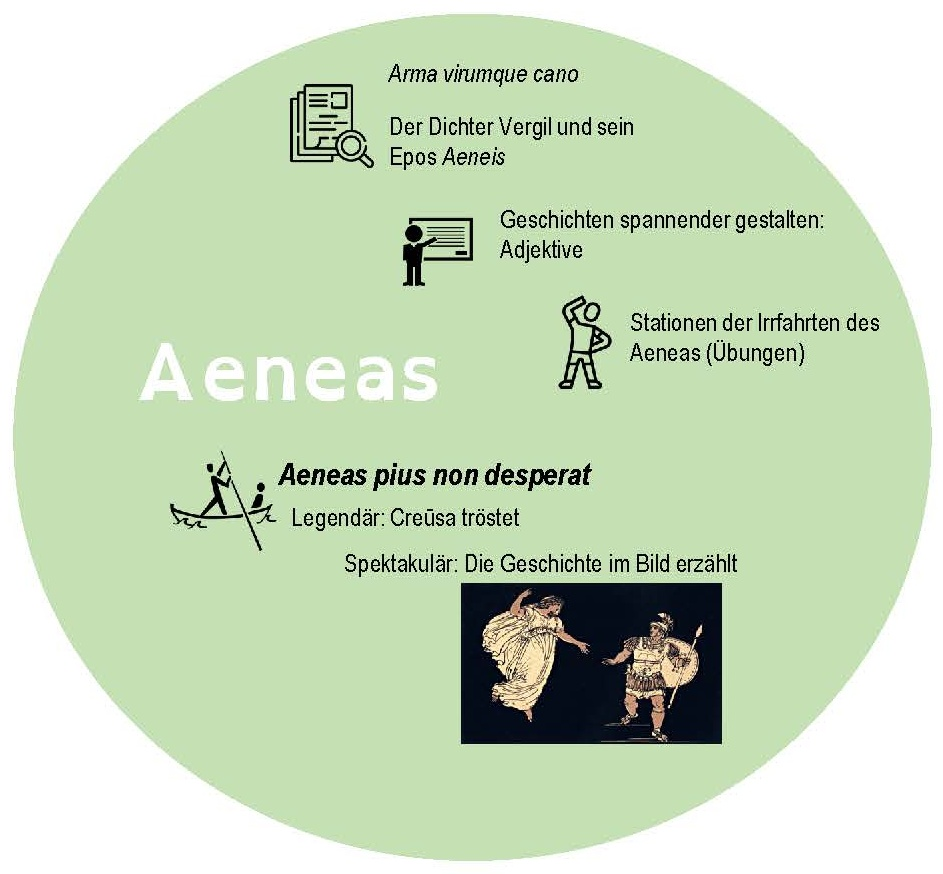 Arma virumque cano
Der Dichter Vergil und sein
Epos Aeneis
Geschichten spannender gestalten:
Adjektive
Stationen der Irrfahrten des
Aeneas (Übungen)
Aeneas
Aeneas pius non desperat
Legendär: Creūsa tröstet
Spektakulär: Die Geschichte im Bild erzählt